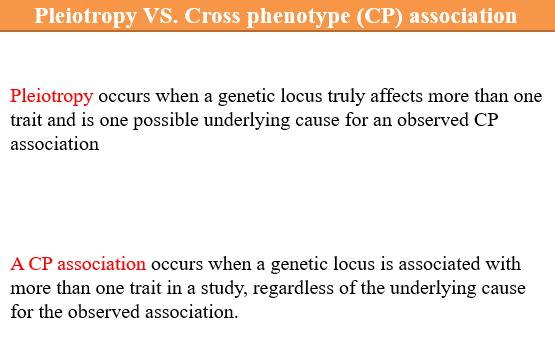 Pleiotropy VS. Cross phenotype (CP) association
Pleiotropy occurs when a genetic locus truly affects more than one
trait and is one possible underlying cause for an observed CP
association
A CP association occurs when a genetic locus is associated with
more than one trait in a study, regardless of the underlying cause
for the observed association.